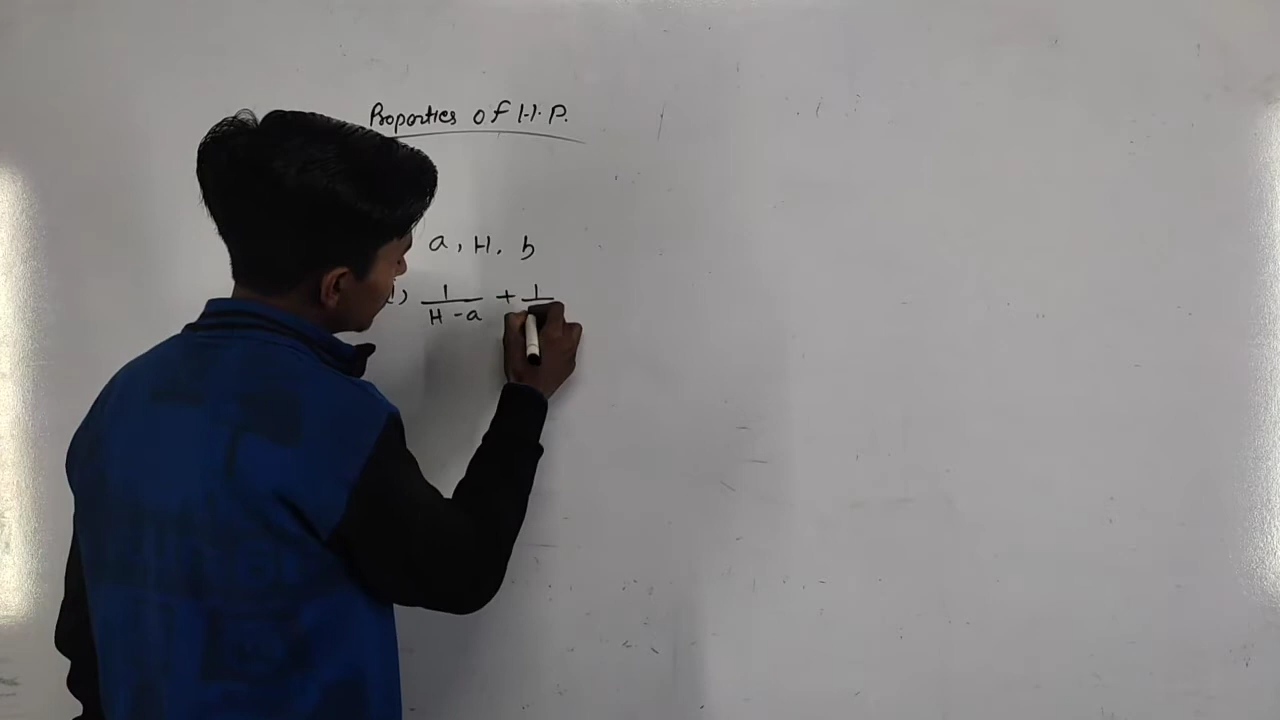 Properties of H.P.
a, H, b
1) 1/(H-a) + 1/